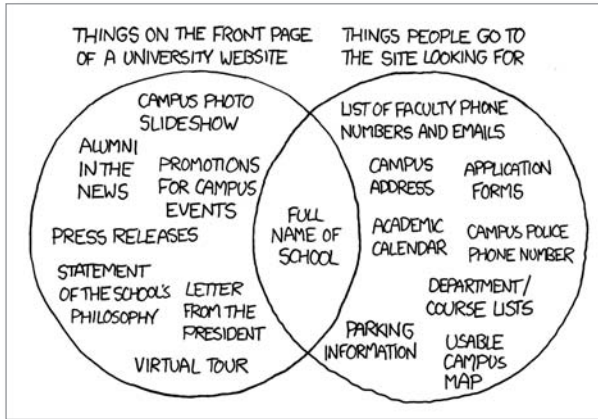 THINGS ON THE FRONT PAGE
OF A UNIVERSITY WEBSITE
THINGS PEOPLE GO TO
THE SITE LOOKING FOR
CAMPUS PHOTO
SLIDESHOW
ALUMNI
IN THE
NEWS
PROMOTIONS
FOR CAMPUS
EVENTS
PRESS RELEASES
STATEMENT
OF THE SCHOOL'S
PHILOSOPHY
LETTER
FROM THE
PRESIDENT
VIRTUAL TOUR
FULL
NAME OF
SCHOOL
LIST OF FACULTY PHONE
NUMBERS AND EMAILS
CAMPUS
ADDRESS
APPLICATION
FORMS
ACADEMIC
CALENDAR
CAMPUS POLICE
PHONE NUMBER
DEPARTMENT/
COURSE LISTS
PARKING
INFORMATION
USABLE
CAMPUS
MAP